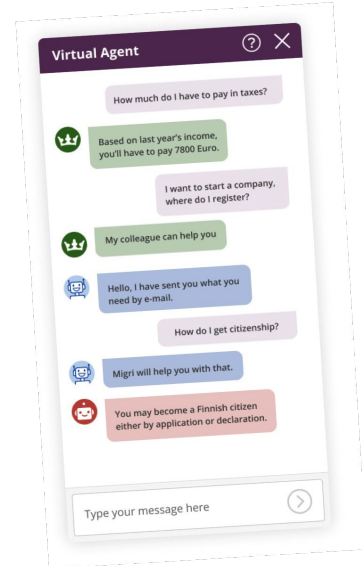 Virtual Agent
How much do I have to pay in taxes?
Based on last year's income,
you'll have to pay 7800 Euro.
I want to start a company,
where do I register?
My colleague can help you
Hello, I have sent you what you
need by e-mail.
How do I get citizenship?
Migri will help you with that.
You may become a Finnish citizen
either by application or declaration.
Type your message here